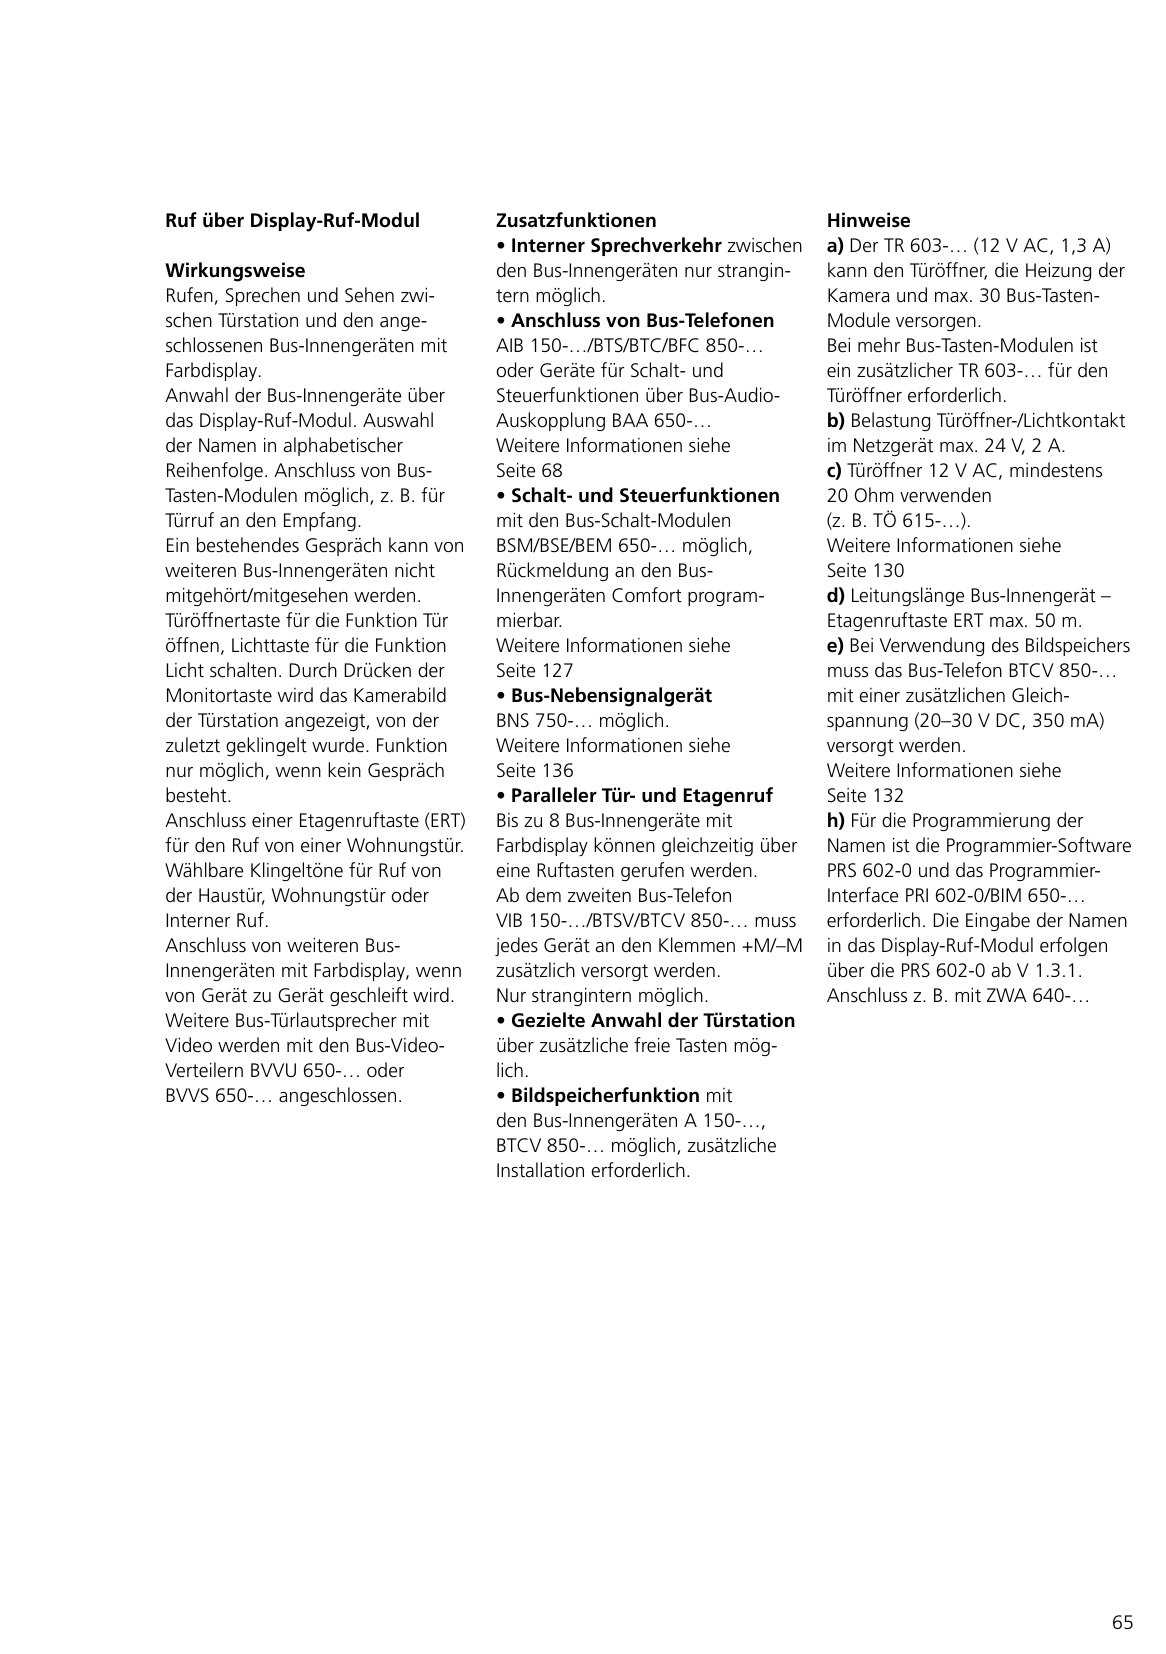 Ruf über Display-Ruf-Modul
Wirkungsweise
Rufen, Sprechen und Sehen zwi-
schen Türstation und den ange-
schlossenen Bus-Innengeräten mit
Farbdisplay.
Anwahl der Bus-Innengeräte über
das Display-Ruf-Modul. Auswahl
der Namen in alphabetischer
Reihenfolge. Anschluss von Bus-
Tasten-Modulen möglich, z. B. für
Türruf an den Empfang.
Ein bestehendes Gespräch kann von
weiteren Bus-Innengeräten nicht
mitgehört/mitgesehen werden.
Türöffnertaste für die Funktion Tür
öffnen, Lichttaste für die Funktion
Licht schalten. Durch Drücken der
Monitortaste wird das Kamerabild
der Türstation angezeigt, von der
zuletzt geklingelt wurde. Funktion
nur möglich, wenn kein Gespräch
besteht.
Anschluss einer Etagenruftaste (ERT)
für den Ruf von einer Wohnungstür.
Wählbare Klingeltöne für Ruf von
der Haustür, Wohnungstür oder
Interner Ruf.
Anschluss von weiteren Bus-
Innengeräten mit Farbdisplay, wenn
von Gerät zu Gerät geschleift wird.
Weitere Bus-Türlautsprecher mit
Video werden mit den Bus-Video-
Verteilern BVVU 650-… oder
BVVS 650-… angeschlossen.
Zusatzfunktionen
• Interner Sprechverkehr zwischen
den Bus-Innengeräten nur strangin-
tern möglich.
• Anschluss von Bus-Telefonen
AIB 150-…/BTS/BTC/BFC 850-…
oder Geräte für Schalt- und
Steuerfunktionen über Bus-Audio-
Auskopplung BAA 650-…
Weitere Informationen siehe
Seite 68
• Schalt- und Steuerfunktionen
mit den Bus-Schalt-Modulen
BSM/BSE/BEM 650-… möglich,
Rückmeldung an den Bus-
Innengeräten Comfort program-
mierbar.
Weitere Informationen siehe
Seite 127
• Bus-Nebensignalgerät
BNS 750-… möglich.
Weitere Informationen siehe
Seite 136
• Paralleler Tür- und Etagenruf
Bis zu 8 Bus-Innengeräte mit
Farbdisplay können gleichzeitig über
eine Ruftasten gerufen werden.
Ab dem zweiten Bus-Telefon
VIB 150-…/BTSV/BTCV 850-… muss
jedes Gerät an den Klemmen +M/–M
zusätzlich versorgt werden.
Nur strangintern möglich.
• Gezielte Anwahl der Türstation
über zusätzliche freie Tasten mög-
lich.
• Bildspeicherfunktion mit
den Bus-Innengeräten A 150-…,
BTCV 850-… möglich, zusätzliche
Installation erforderlich.
Hinweise
a) Der TR 603-… (12 V AC, 1,3 A)
kann den Türöffner, die Heizung der
Kamera und max. 30 Bus-Tasten-
Module versorgen.
Bei mehr Bus-Tasten-Modulen ist
ein zusätzlicher TR 603-… für den
Türöffner erforderlich.
b) Belastung Türöffner-/Lichtkontakt
im Netzgerät max. 24 V, 2 A.
c) Türöffner 12 V AC, mindestens
20 Ohm verwenden
(z. B. TÖ 615-…).
Weitere Informationen siehe
Seite 130
d) Leitungslänge Bus-Innengerät –
Etagenruftaste ERT max. 50 m.
e) Bei Verwendung des Bildspeichers
muss das Bus-Telefon BTCV 850-…
mit einer zusätzlichen Gleich-
spannung (20–30 V DC, 350 mA)
versorgt werden.
Weitere Informationen siehe
Seite 132
h) Für die Programmierung der
Namen ist die Programmier-Software
PRS 602-0 und das Programmier-
Interface PRI 602-0/BIM 650-…
erforderlich. Die Eingabe der Namen
in das Display-Ruf-Modul erfolgen
über die PRS 602-0 ab V 1.3.1.
Anschluss z. B. mit ZWA 640-…
65